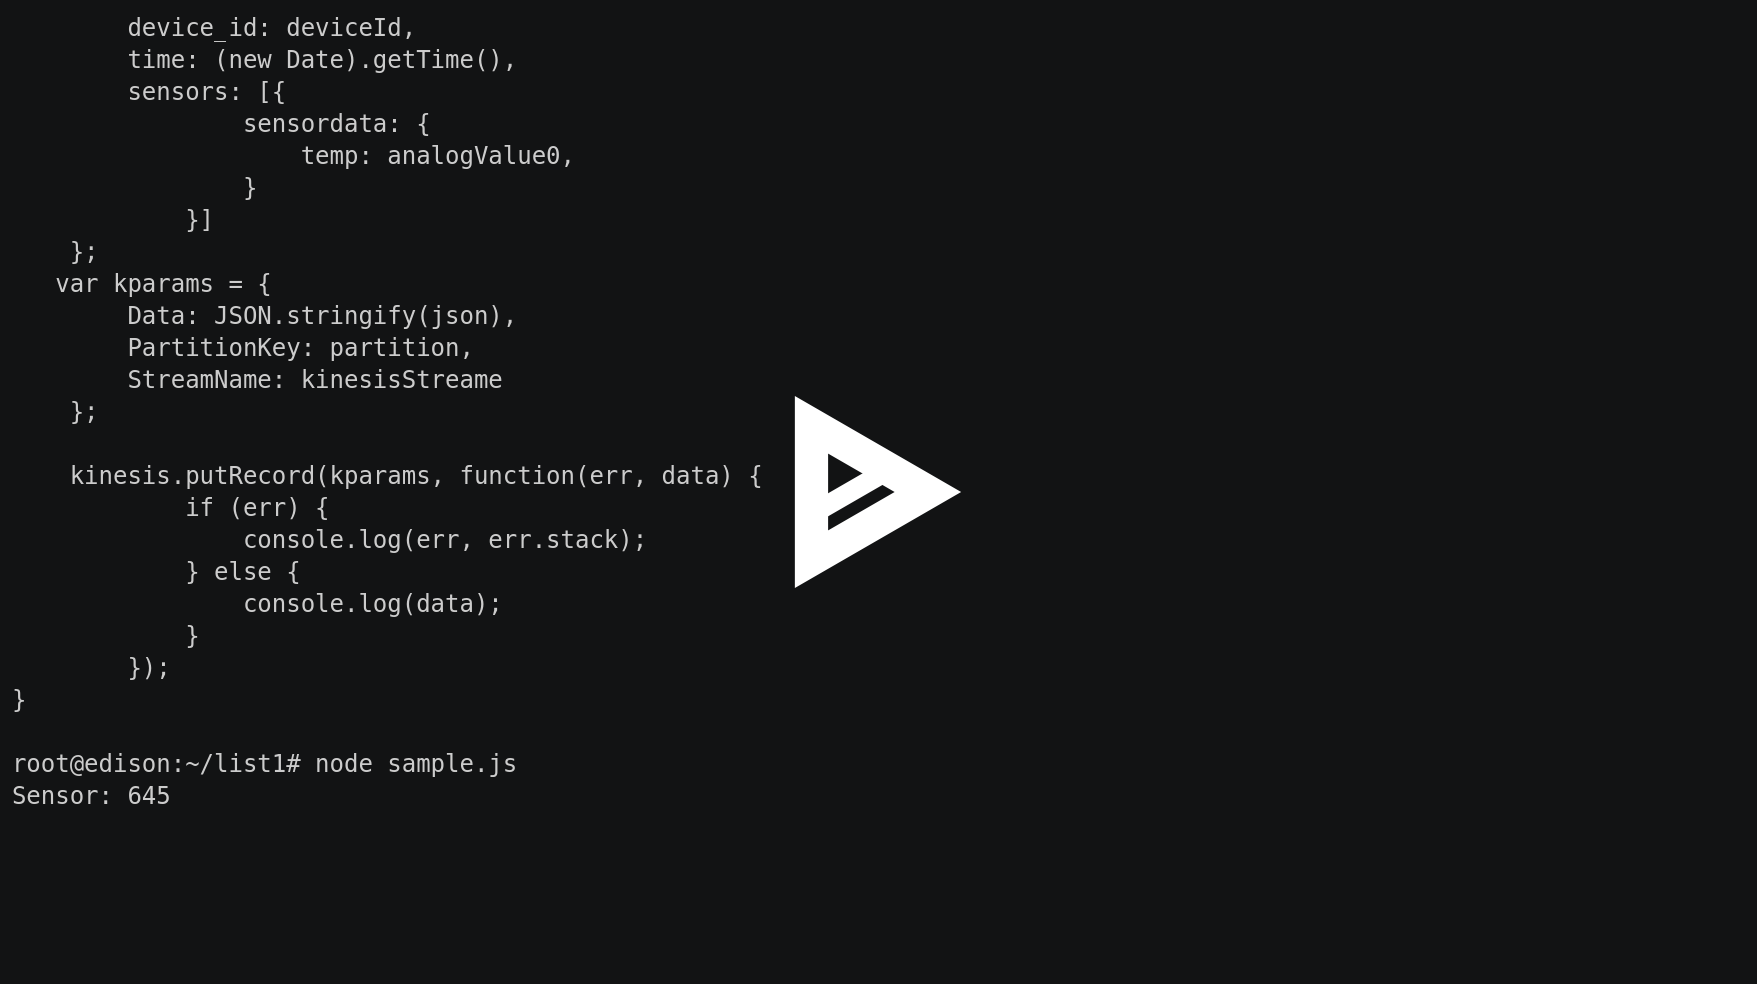 device_id: deviceId,
time: (new Date).getTime(),
sensors: [{
sensordata: {
temp: analogValue0,
}
}]
};
var kparams = {
Data: JSON.stringify(json),
PartitionKey: partition,
StreamName: kinesisStreame
};
kinesis.putRecord(kparams, function(err, data) {
if (err) {
console.log(err, err.stack);
} else {
console.log(data);
}
});
}
root@edison:~/list1# node sample.js
Sensor: 645